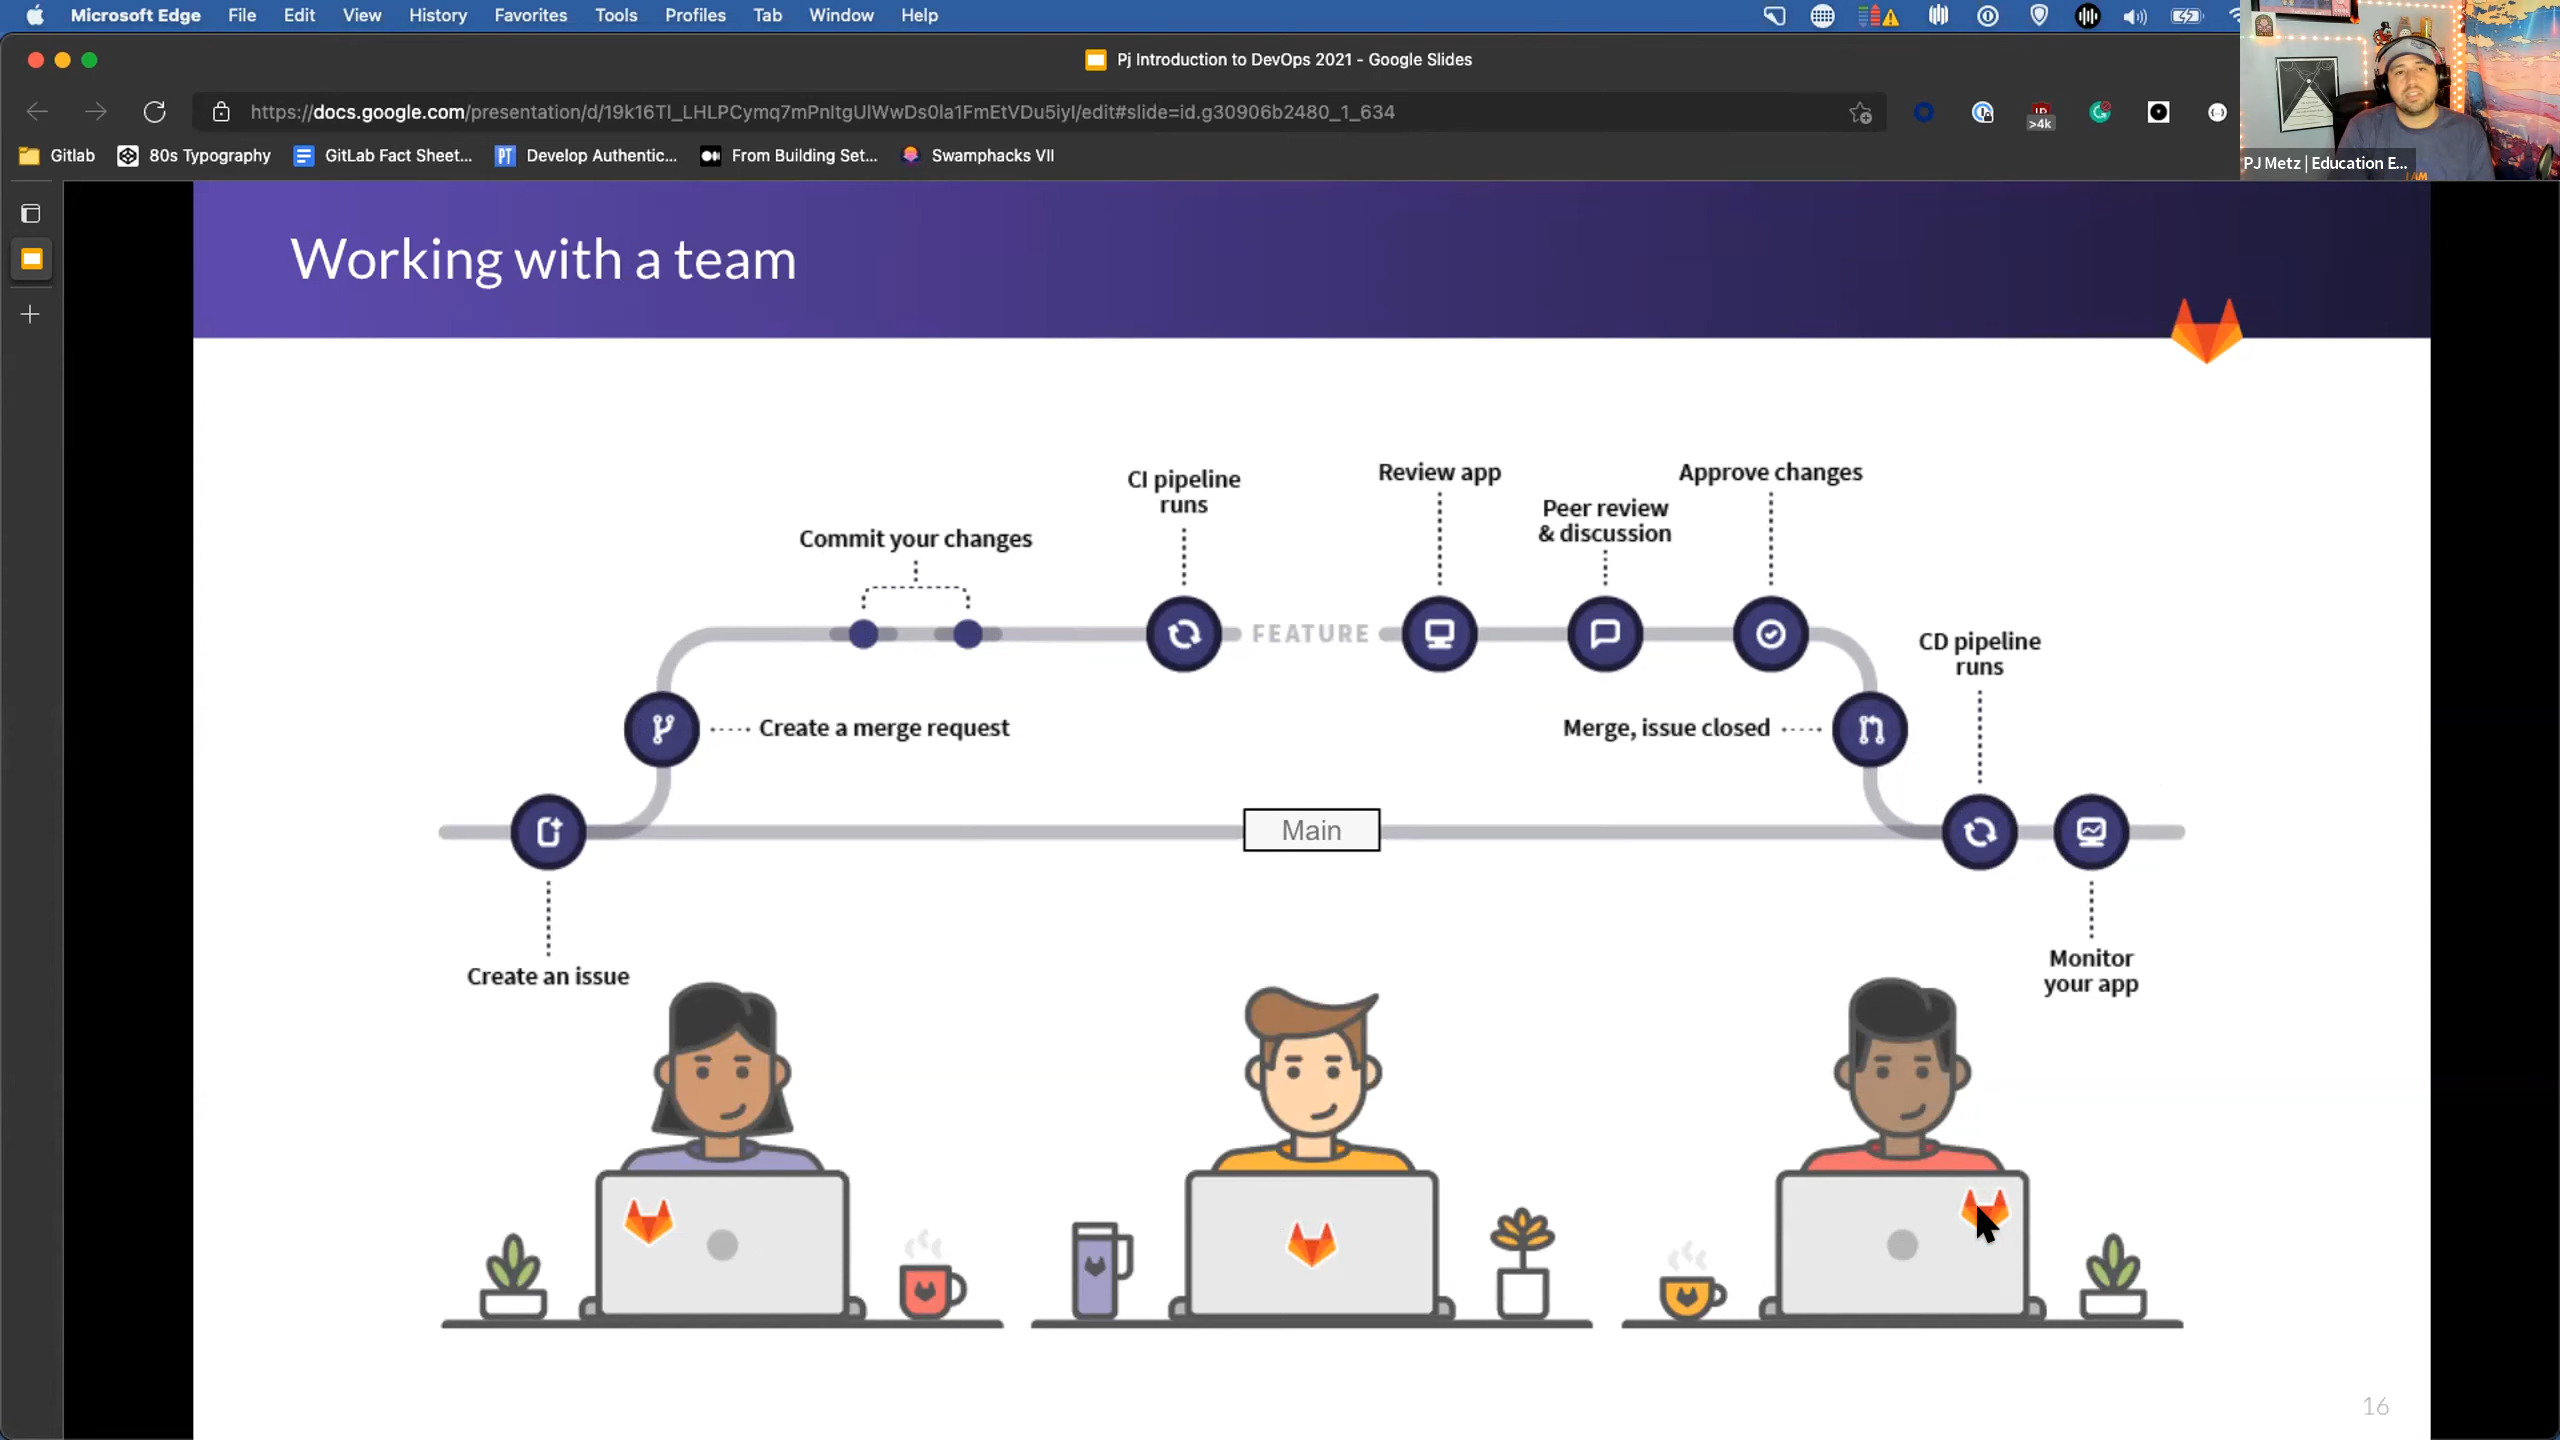 Microsoft Edge File Edit View History Favorites Tools Profiles Tab Window Help
Pj Introduction to DevOps 2021 - Google Slides
https://docs.google.com/presentation/d/19k16Tl_LHLPCymq7mPnItgUlWwDs0la1FmEtVDu5iyI/edit#slide=id.g30906b2480_1_634
>4k
Gitlab 80s Typography GitLab Fact Sheet... PT Develop Authentic... From Building Set... Swamphacks VII
PJ Metz | Education E...
I AM
Working with a team
Review app
Approve changes
CI pipeline
runs
Peer review
& discussion
Commit your changes
FEATURE
CD pipeline
runs
Create a merge request
Merge, issue closed
Main
Create an issue
Monitor
your app
16